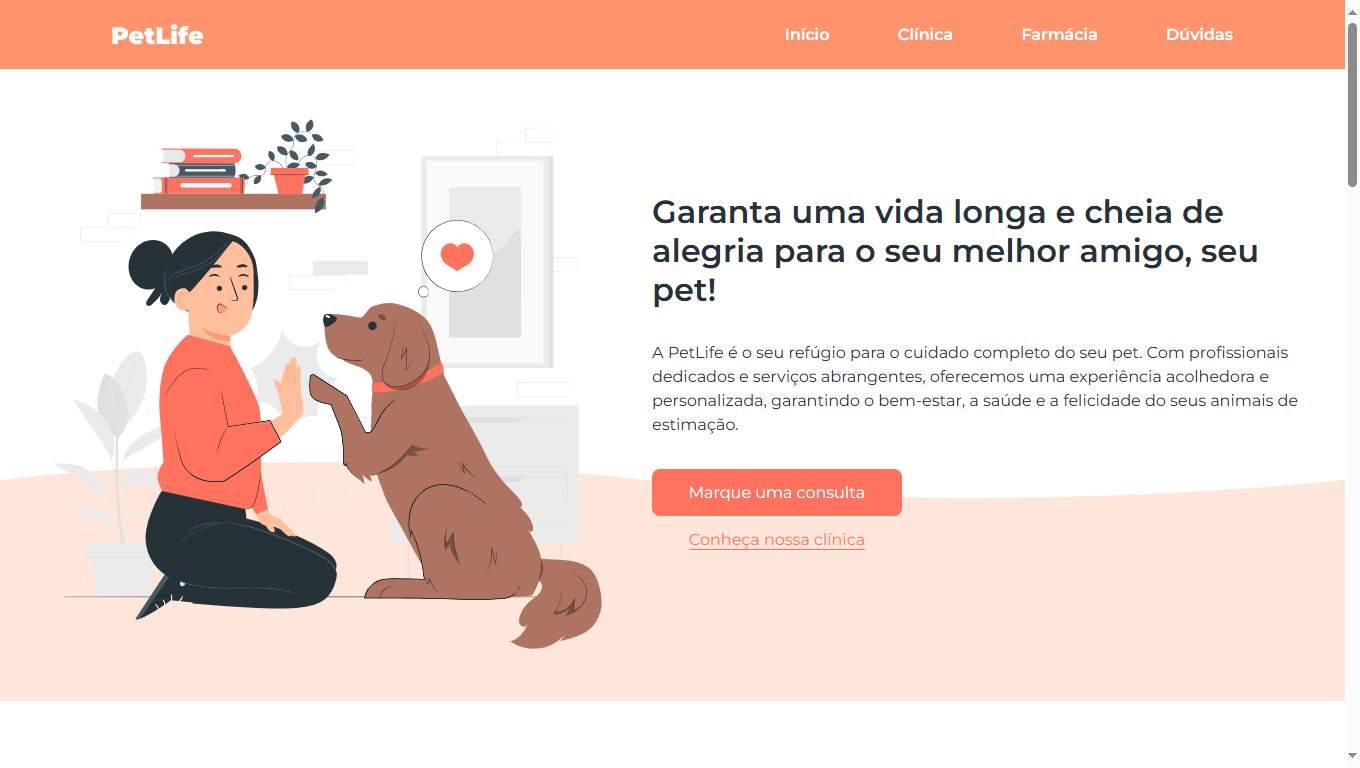 PetLife
Início
Clínica
Farmácia
Dúvidas
Garanta uma vida longa e cheia de
alegria para o seu melhor amigo, seu
pet!
A PetLife é o seu refúgio para o cuidado completo do seu pet. Com profissionais
dedicados e serviços abrangentes, oferecemos uma experiência acolhedora e
personalizada, garantindo o bem-estar, a saúde e a felicidade do seus animais de
estimação.
Marque uma consulta
Conheça nossa clínica